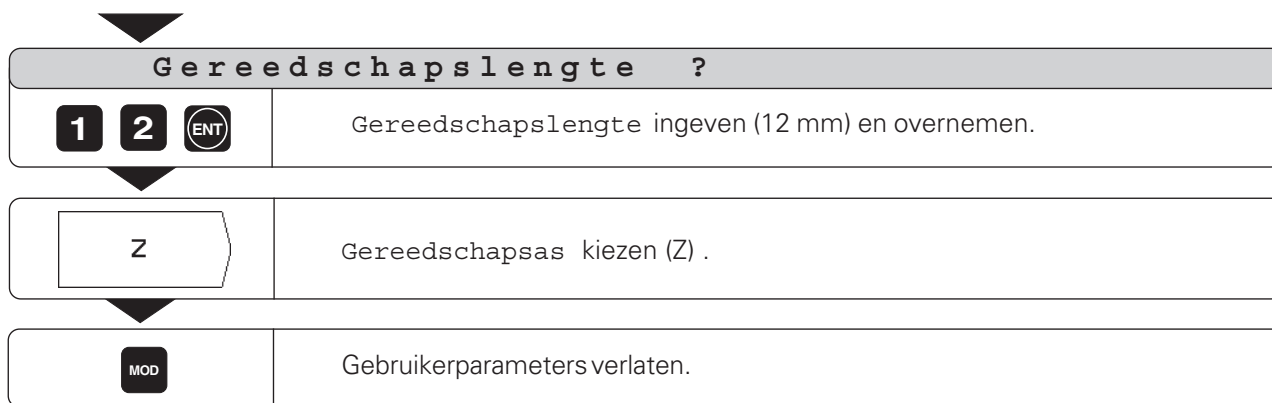 Gereedschapslengte ?
1 2 ENT Gereedschapslengte ingeven (12 mm) en overnemen.
Z Gereedschapsas kiezen (Z) .
MOD Gebruikerparameters verlaten.